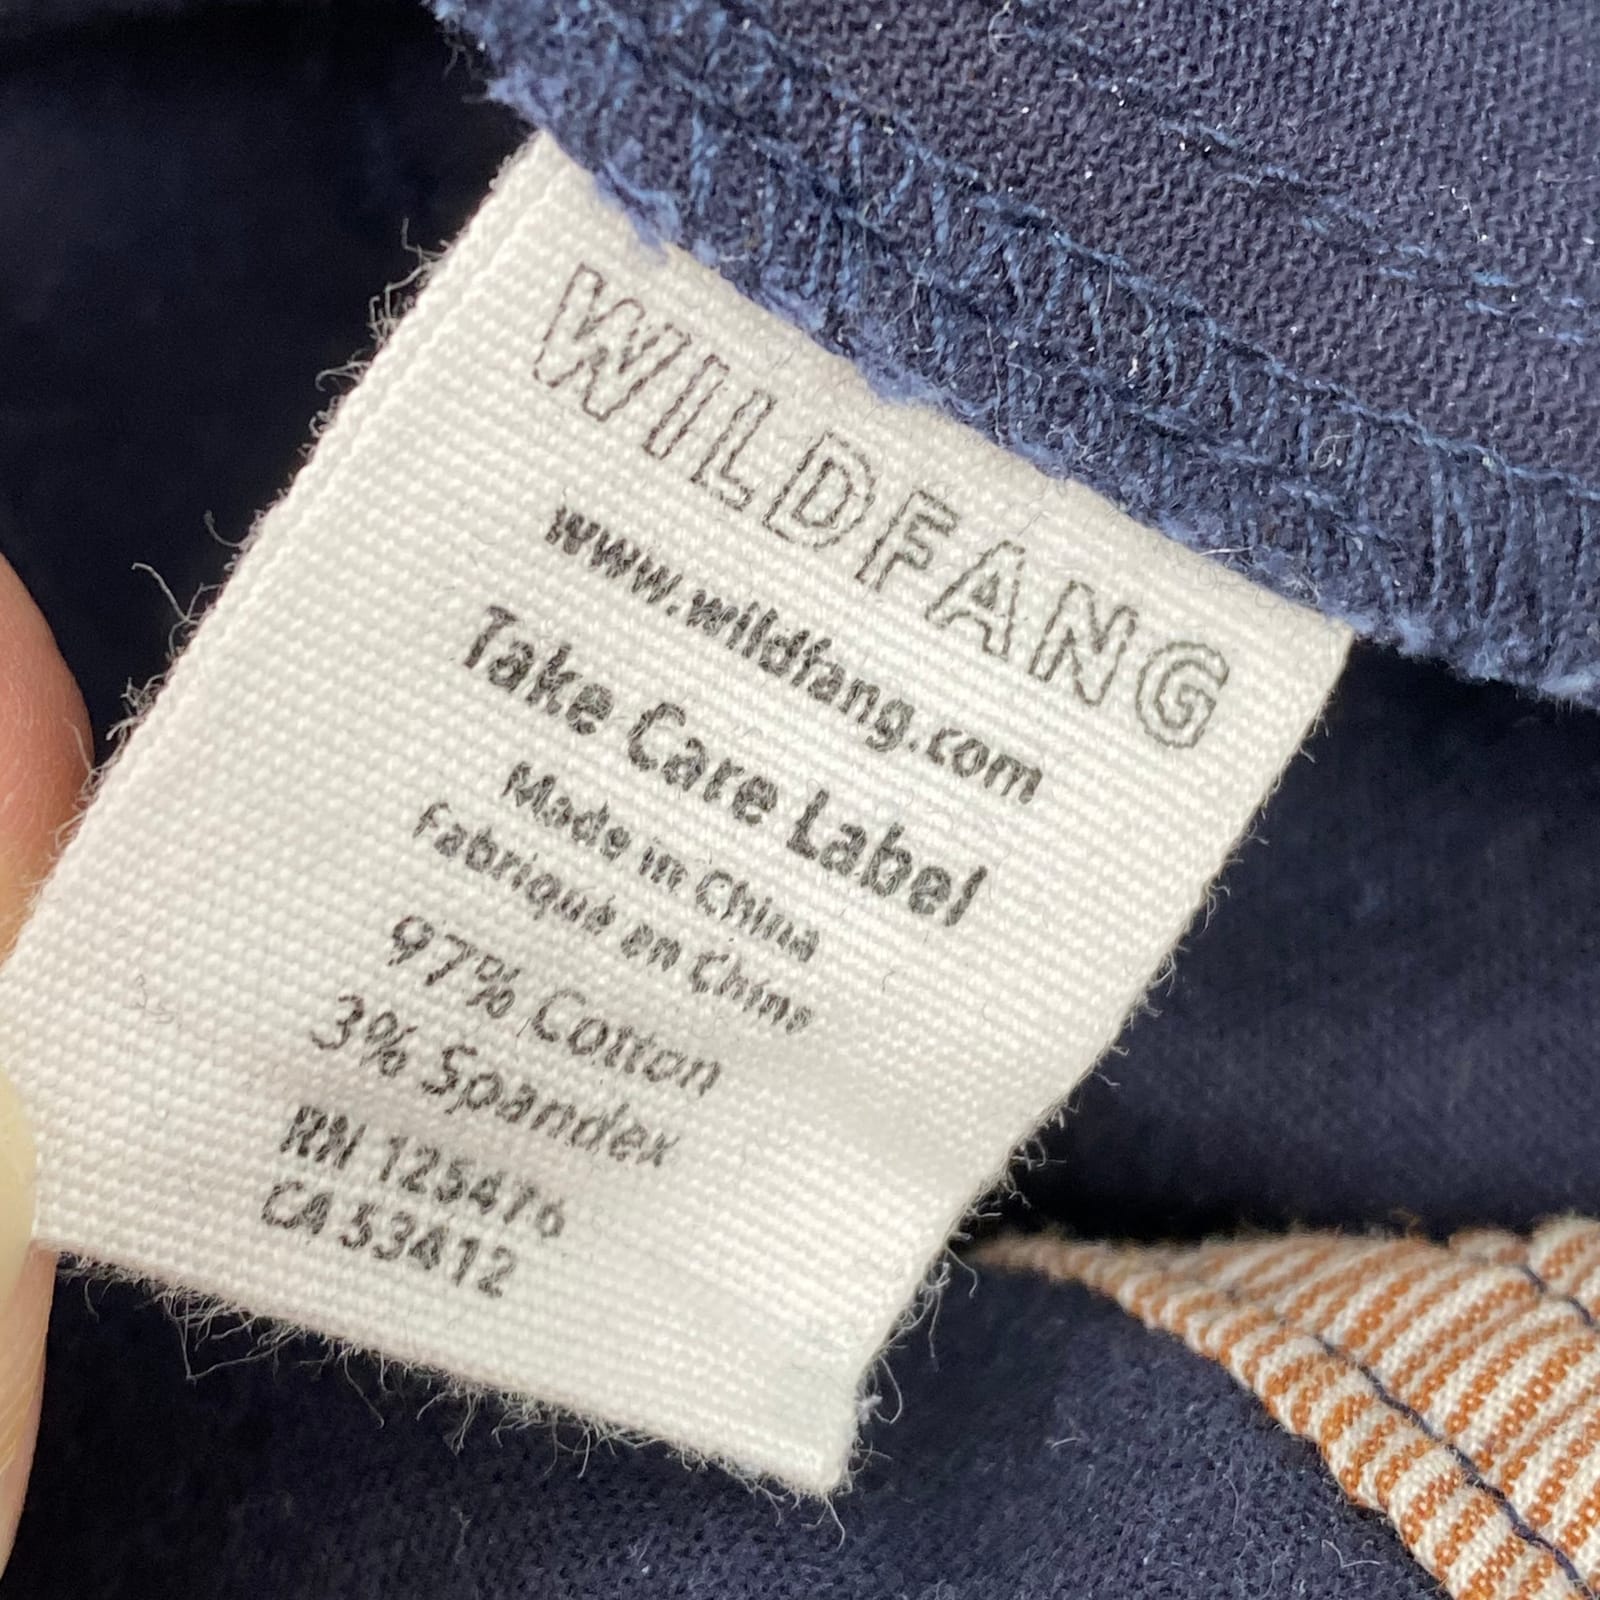 WILDFANG
www.wildfang.com
Take Care Label
Made in China
Fabriqué en Chine
97% Cotton
3% Spandex
RN 125476
CA 53412